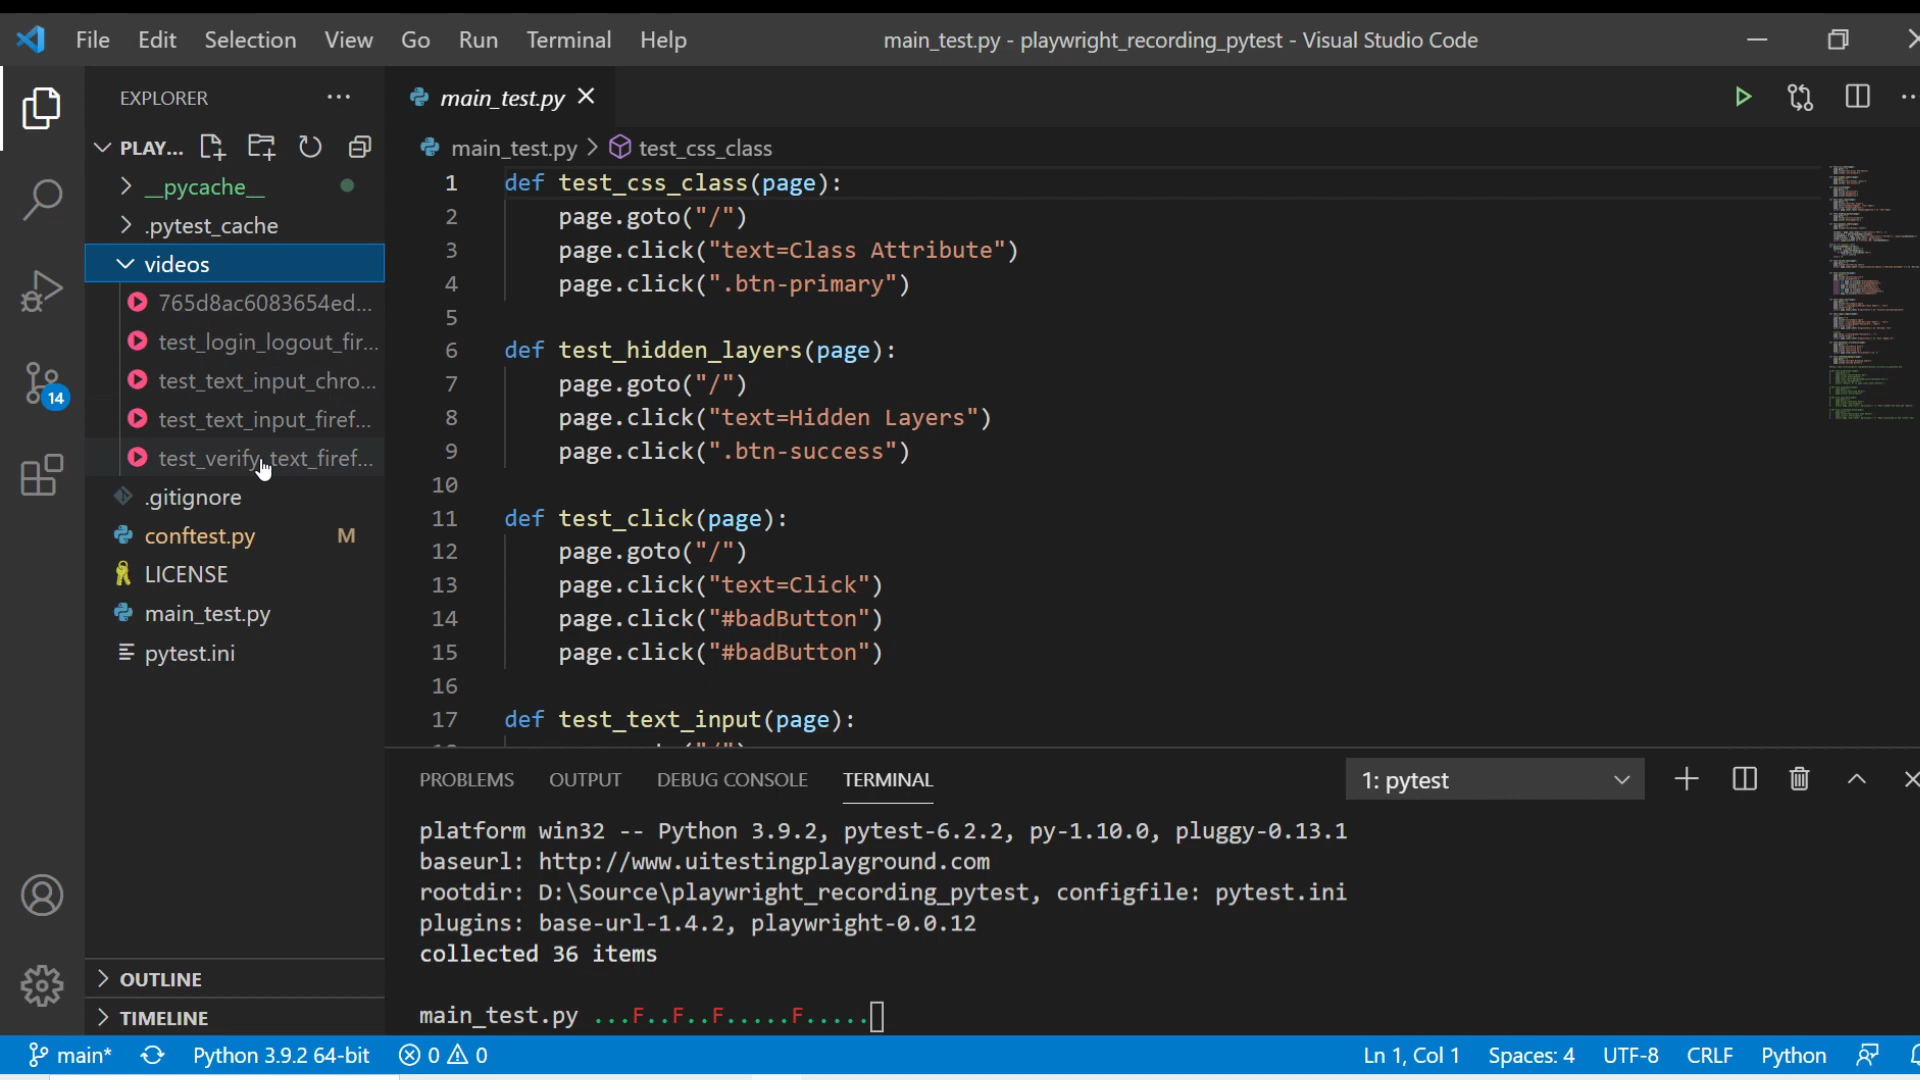 File Edit Selection View Go Run Terminal Help
main_test.py - playwright_recording_pytest - Visual Studio Code
EXPLORER
PLAY...
__pycache__
.pytest_cache
videos
765d8ac6083654ed...
test_login_logout_fir...
test_text_input_chro...
test_text_input_firef...
test_verify_text_firef...
.gitignore
conftest.py M
LICENSE
main_test.py
pytest.ini
OUTLINE
TIMELINE
14
main_test.py
main_test.py > test_css_class
1 def test_css_class(page):
2 page.goto("/")
3 page.click("text=Class Attribute")
4 page.click(".btn-primary")
5
6 def test_hidden_layers(page):
7 page.goto("/")
8 page.click("text=Hidden Layers")
9 page.click(".btn-success")
10
11 def test_click(page):
12 page.goto("/")
13 page.click("text=Click")
14 page.click("#badButton")
15 page.click("#badButton")
16
17 def test_text_input(page):
PROBLEMS OUTPUT DEBUG CONSOLE TERMINAL
1: pytest
platform win32 -- Python 3.9.2, pytest-6.2.2, py-1.10.0, pluggy-0.13.1
baseurl: http://www.uitestingplayground.com
rootdir: D:\Source\playwright_recording_pytest, configfile: pytest.ini
plugins: base-url-1.4.2, playwright-0.0.12
collected 36 items
main_test.py ...F..F..F.....F.....
main* Python 3.9.2 64-bit 0 0 Ln 1, Col 1 Spaces: 4 UTF-8 CRLF Python